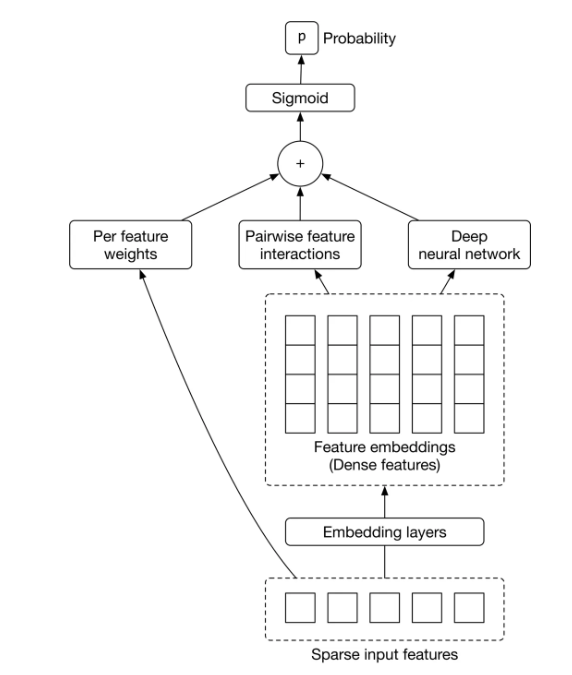 p Probability
Sigmoid
+
Per feature
weights
Pairwise feature
interactions
Deep
neural network
Feature embeddings
(Dense features)
Embedding layers
Sparse input features